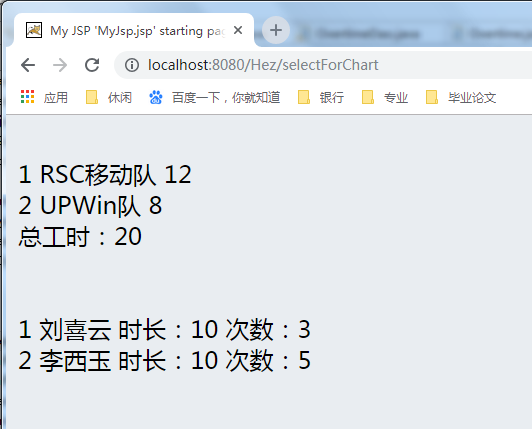 My JSP 'MyJsp.jsp' starting pa
localhost:8080/Hez/selectForChart
应用 休闲 百度一下，你就知道 银行 专业 毕业论文
1 RSC移动队 12
2 UPWin队 8
总工时：20
1 刘喜云 时长：10 次数：3
2 李西玉 时长：10 次数：5